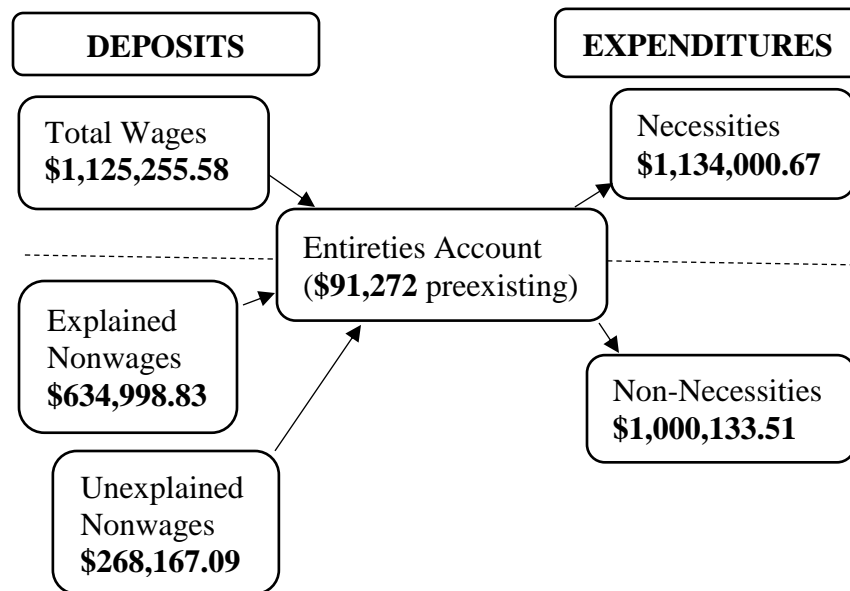 DEPOSITS
EXPENDITURES
Total Wages
$1,125,255.58
Necessities
$1,134,000.67
Entireties Account
($91,272 preexisting)
Explained
Nonwages
$634,998.83
Non-Necessities
$1,000,133.51
Unexplained
Nonwages
$268,167.09